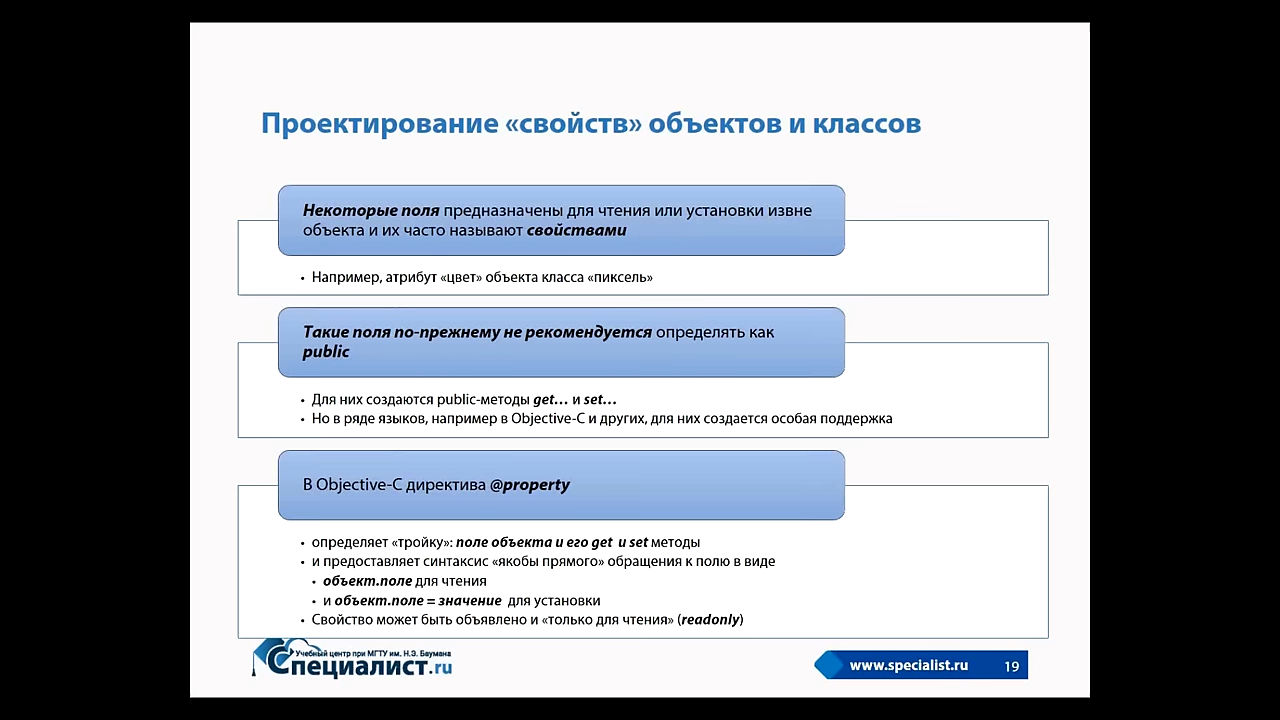 Проектирование «свойств» объектов и классов
Некоторые поля предназначены для чтения или установки извне
объекта и их часто называют свойствами
• Например, атрибут «цвет» объекта класса «пиксель»
Такие поля по-прежнему не рекомендуется определять как
public
• Для них создаются public-методы get... и set...
• Но в ряде языков, например в Objective-C и других, для них создается особая поддержка
В Objective-C директива @property
• определяет «тройку»: поле объекта и его get и set методы
• и предоставляет синтаксис «якобы прямого» обращения к полю в виде
• объект.поле для чтения
• и объект.поле = значение для установки
• Свойство может быть объявлено и «только для чтения» (readonly)
Учебный центр при МГТУ им. Н.Э. Баумана
Специалист.ru
www.specialist.ru 19